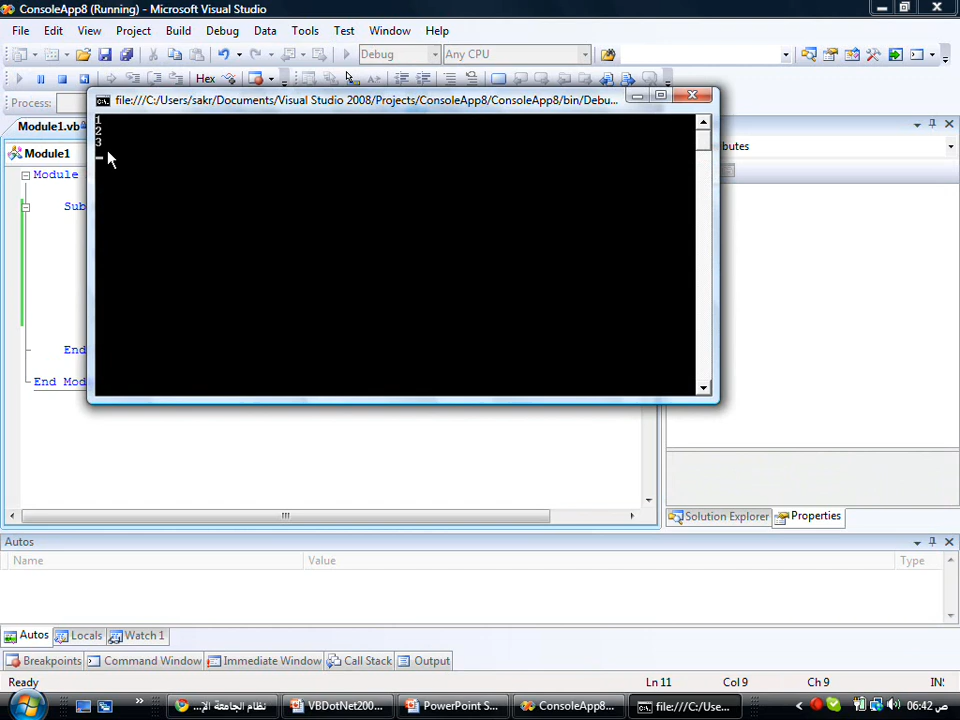 ConsoleApp8 (Running) - Microsoft Visual Studio
File Edit View Project Build Debug Data Tools Test Window Help
Debug Any CPU
Hex
Process:
file:///C:/Users/sakr/Documents/Visual Studio 2008/Projects/ConsoleApp8/ConsoleApp8/bin/Debu...
1
2
3
Module1.vb
Module1
Module
Sub
End
End Mod
butes
Solution Explorer Properties
Autos
Name Value Type
Autos Locals Watch 1
Breakpoints Command Window Immediate Window Call Stack Output
Ready Ln 11 Col 9 Ch 9 INS
نظام الجامعة الإ... VBDotNet200... PowerPoint S... ConsoleApp8... file:///C:/Use... 06:42 ص